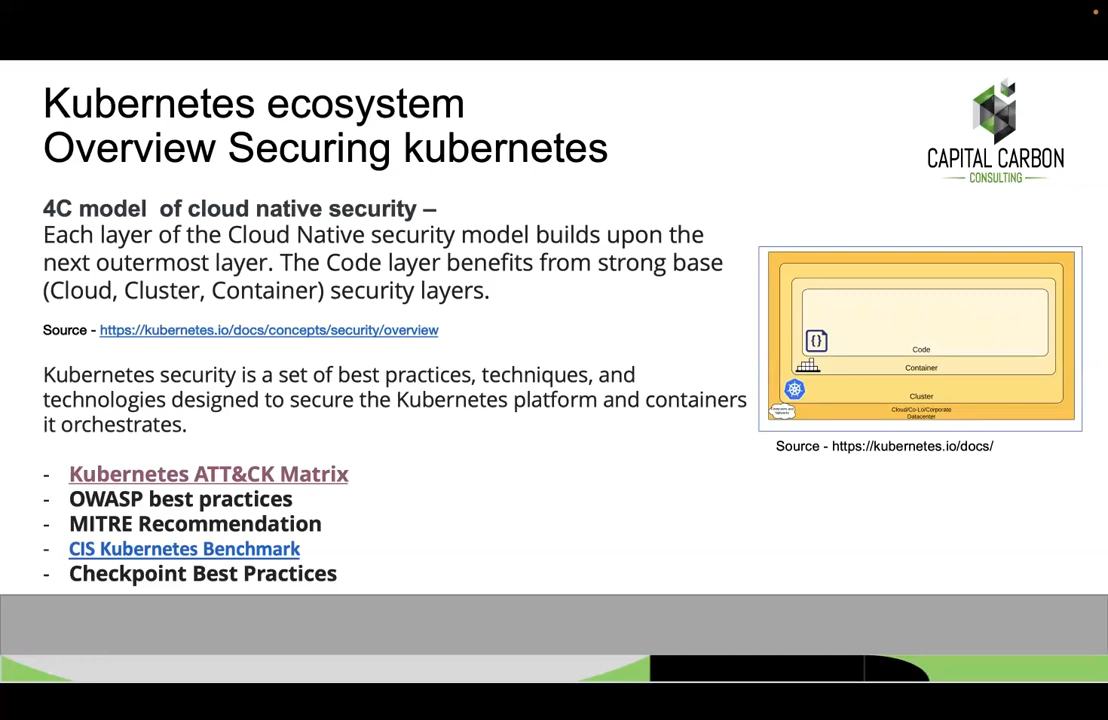 Kubernetes ecosystem
Overview Securing kubernetes
CAPITAL CARBON
CONSULTING
4C model of cloud native security –
Each layer of the Cloud Native security model builds upon the
next outermost layer. The Code layer benefits from strong base
(Cloud, Cluster, Container) security layers.
Source - https://kubernetes.io/docs/concepts/security/overview
Kubernetes security is a set of best practices, techniques, and
technologies designed to secure the Kubernetes platform and containers
it orchestrates.
- Kubernetes ATT&CK Matrix
- OWASP best practices
- MITRE Recommendation
- CIS Kubernetes Benchmark
- Checkpoint Best Practices
{}
Code
Container
Cluster
Cloud/Co-Lo/Corporate
Datacenter
Source - https://kubernetes.io/docs/